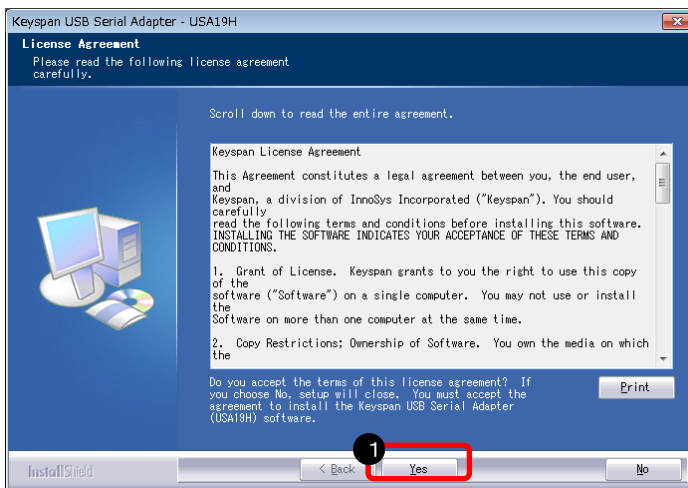 Keyspan USB Serial Adapter - USA19H
License Agreement
Please read the following license agreement
carefully.
Scroll down to read the entire agreement.
Keyspan License Agreement
This Agreement constitutes a legal agreement between you, the end user,
and
Keyspan, a division of InnoSys Incorporated ("Keyspan"). You should
carefully
read the following terms and conditions before installing this software.
INSTALLING THE SOFTWARE INDICATES YOUR ACCEPTANCE OF THESE TERMS AND
CONDITIONS.
1. Grant of License. Keyspan grants to you the right to use this copy
of the
software ("Software") on a single computer. You may not use or install
the
Software on more than one computer at the same time.
2. Copy Restrictions; Ownership of Software. You own the media on which
the
Do you accept the terms of this license agreement? If
you choose No, setup will close. You must accept the
agreement to install the Keyspan USB Serial Adapter
(USA19H) software.
Print
1
InstallShield
< Back
Yes
No